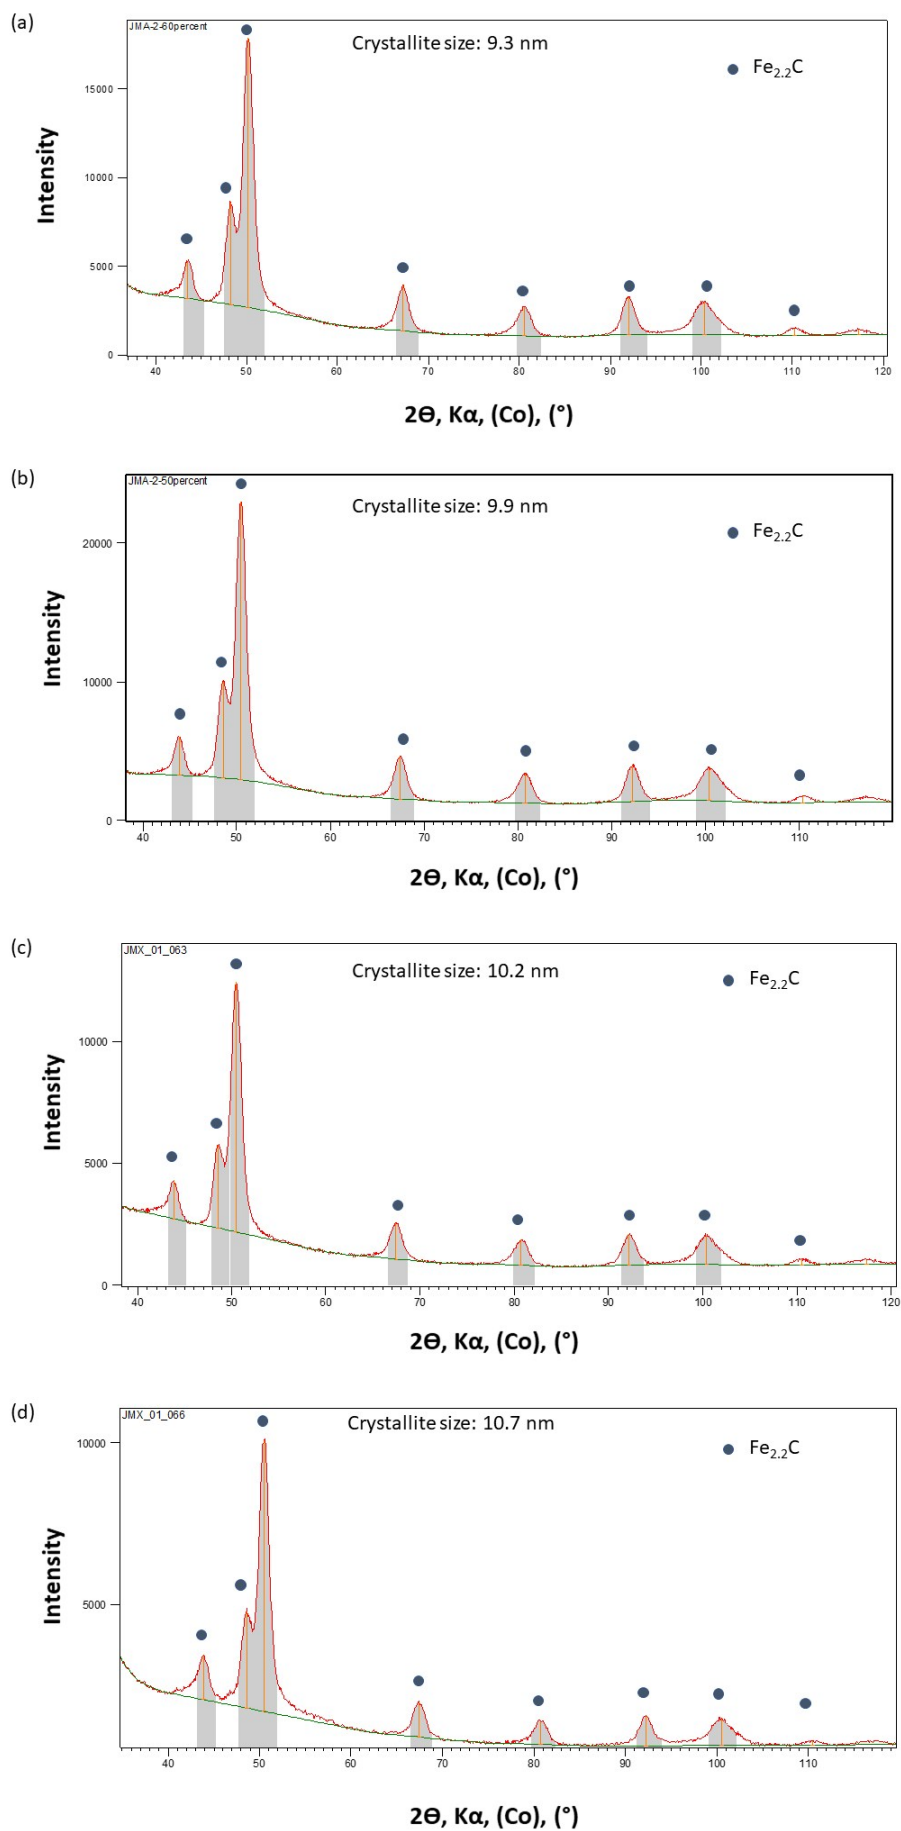 (a)
JMA-2-60percent
Crystallite size: 9.3 nm
Fe2.2C
15000
10000
5000
0
Intensity
40 50 60 70 80 90 100 110 120
2Ɵ, Kα, (Co), (°)
(b)
JMA-2-50percent
Crystallite size: 9.9 nm
Fe2.2C
20000
10000
0
Intensity
40 50 60 70 80 90 100 110
2Ɵ, Kα, (Co), (°)
(c)
JMX_01_063
Crystallite size: 10.2 nm
Fe2.2C
10000
5000
0
Intensity
40 50 60 70 80 90 100 110 120
2Ɵ, Kα, (Co), (°)
(d)
JMX_01_066
Crystallite size: 10.7 nm
Fe2.2C
10000
5000
Intensity
40 50 60 70 80 90 100 110
2Ɵ, Kα, (Co), (°)